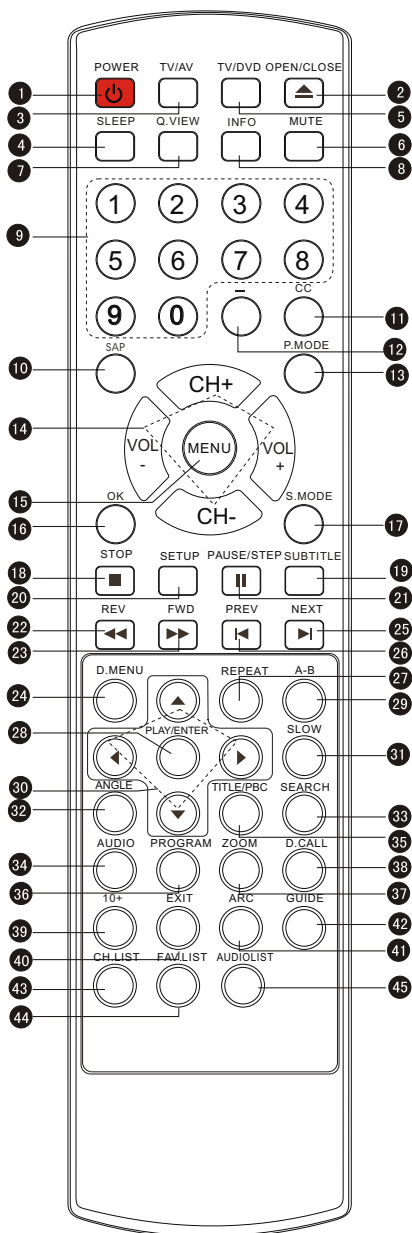 POWER TV/AV TV/DVD OPEN/CLOSE
1 2
3 5
SLEEP Q.VIEW INFO MUTE
4 6
7 8
1 2 3 4
9
5 6 7 8
– CC
9 0
11
12
SAP P.MODE
10 13
CH+
14
VOL - MENU VOL +
15
OK CH- S.MODE
16 17
STOP SETUP PAUSE/STEP SUBTITLE
18 19
20 21
REV FWD PREV NEXT
22 25
23 26
D.MENU REPEAT A-B
27
24 29
28 PLAY/ENTER SLOW
31
30
ANGLE TITLE/PBC SEARCH
32 33
35
AUDIO PROGRAM ZOOM D.CALL
34 38
36 37
10+ EXIT ARC GUIDE
39 42
40 41
CH.LIST FAV.LIST AUDIOLIST
43 45
44